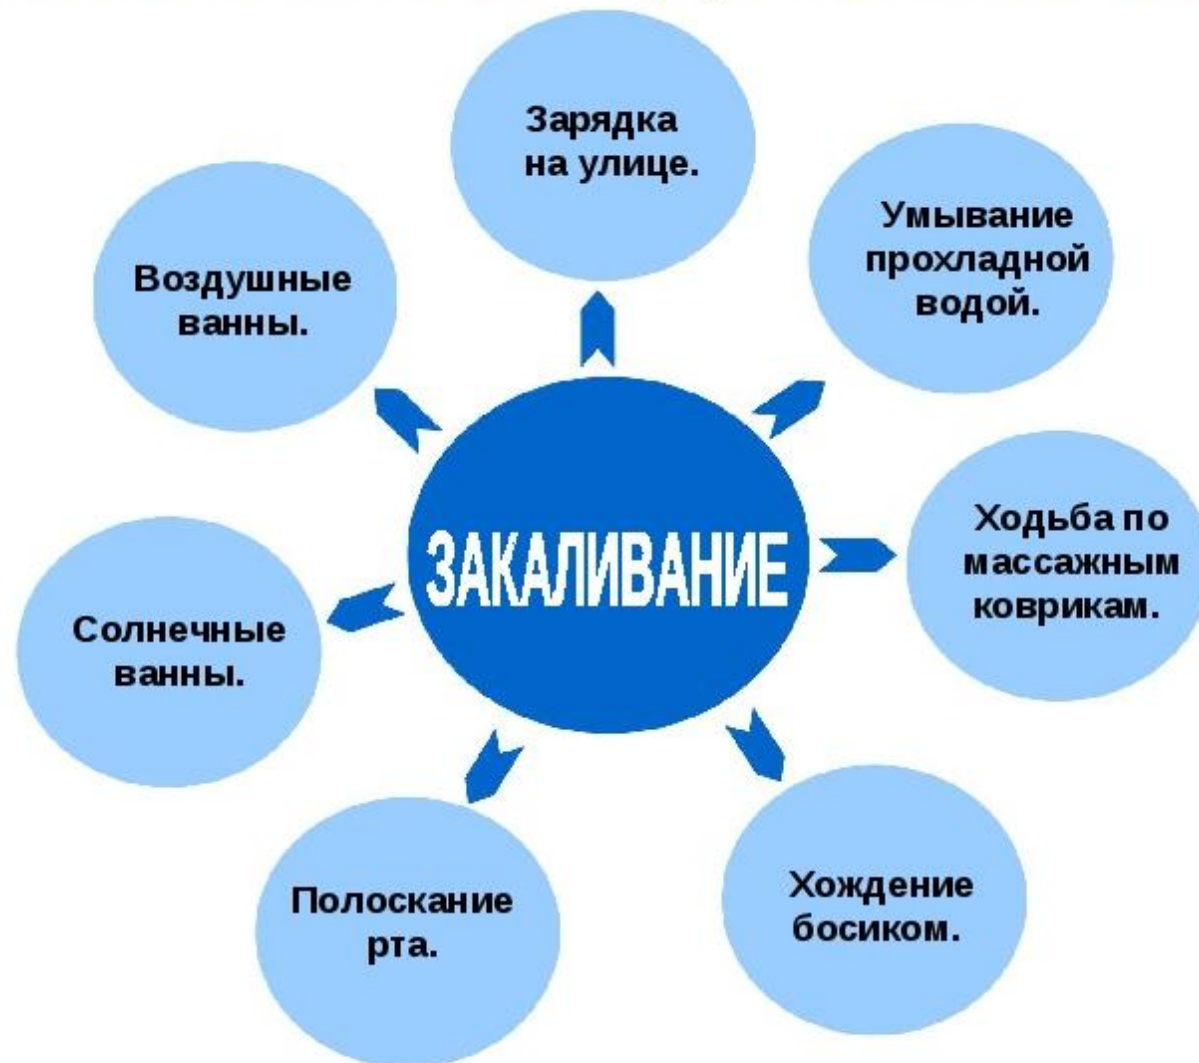 Зарядка
на улице.
Умывание
прохладной
водой.
Воздушные
ванны.
Ходьба по
массажным
коврикам.
ЗАКАЛИВАНИЕ
Солнечные
ванны.
Хождение
босиком.
Полоскание
рта.